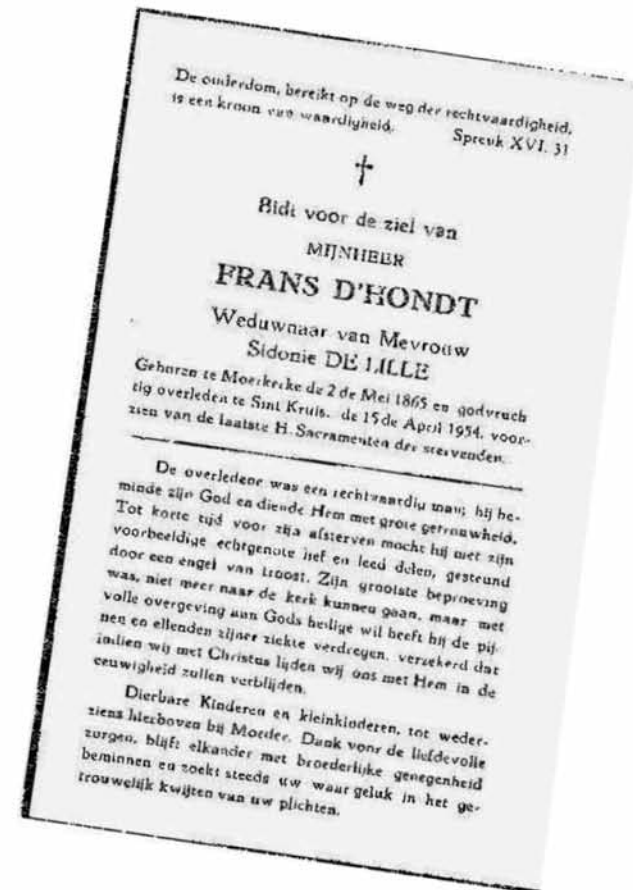 De ouderdom, bereikt op de weg der rechtvaardigheid,
is een kroon van waardigheid. Spreuk XVI. 31
†
Bidt voor de ziel van
MIJNHEER
FRANS D'HONDT
Weduwnaar van Mevrouw
Sidonie DE LILLE
Geboren te Moerkerke de 2 de Mei 1865 en godvruch
tig overleden te Sint Kruis, de 15 de April 1954, voor-
zien van de laatste H. Sacramenten der stervenden.
De overledene was een rechtvaardig man; hij be-
minde zijn God en diende Hem met grote getrouwheid.
Tot korte tijd voor zijn afsterven mocht hij met zijn
voorbeeldige echtgenote lief en leed delen, gesteund
door een engel van troost. Zijn grootste beproeving
was, niet meer naar de kerk kunnen gaan, maar met
volle overgeving aan Gods heilige wil heeft hij de pij-
nen en ellenden zijner ziekte verdregen, verzekerd dat
indien wij met Christus lijden wij ons met Hem in de
eeuwigheid zullen verblijden.
Dierbare Kinderen en kleinkinderen, tot weder-
ziens hierboven bij Moeder. Dank voor de liefdevolle
zorgen, blijft elkander met broederlijke genegenheid
beminnen en zoekt steeds uw waar geluk in het ge-
trouwelijk kwijten van uw plichten.